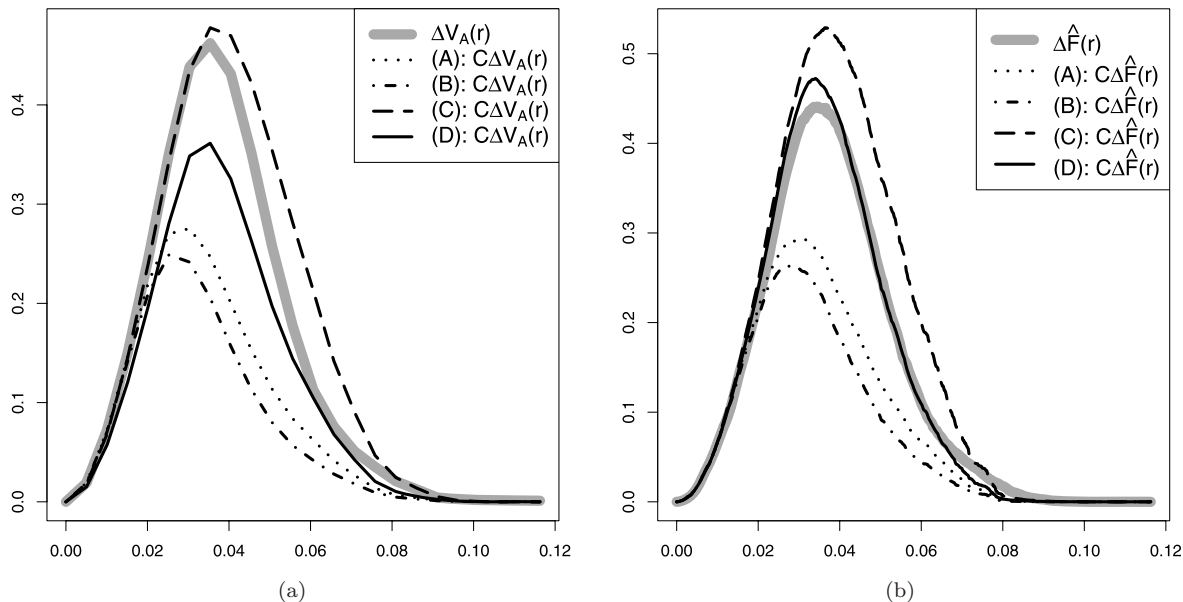 ΔV_A(r)
(A): CΔV_A(r)
(B): CΔV_A(r)
(C): CΔV_A(r)
(D): CΔV_A(r)
0.4
0.3
0.2
0.1
0.0
0.00 0.02 0.04 0.06 0.08 0.10 0.12
(a)
ΔF̂(r)
(A): CΔF̂(r)
(B): CΔF̂(r)
(C): CΔF̂(r)
(D): CΔF̂(r)
0.5
0.4
0.3
0.2
0.1
0.0
0.00 0.02 0.04 0.06 0.08 0.10 0.12
(b)